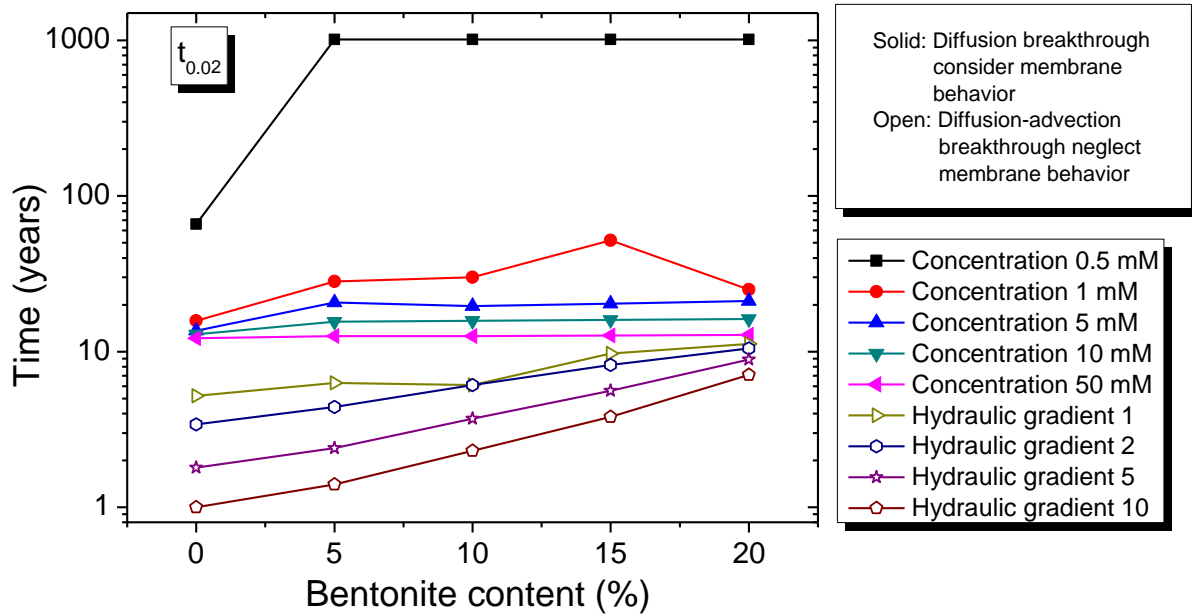 t0.02
1000
100
10
1
Time (years)
0 5 10 15 20
Bentonite content (%)
Solid: Diffusion breakthrough
consider membrane
behavior
Open: Diffusion-advection
breakthrough neglect
membrane behavior
Concentration 0.5 mM
Concentration 1 mM
Concentration 5 mM
Concentration 10 mM
Concentration 50 mM
Hydraulic gradient 1
Hydraulic gradient 2
Hydraulic gradient 5
Hydraulic gradient 10